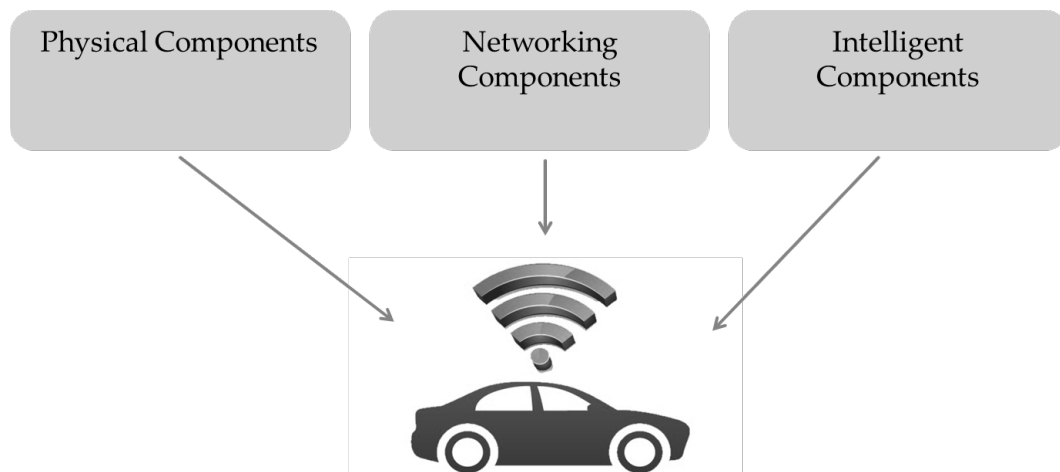 Physical Components
Networking
Components
Intelligent
Components